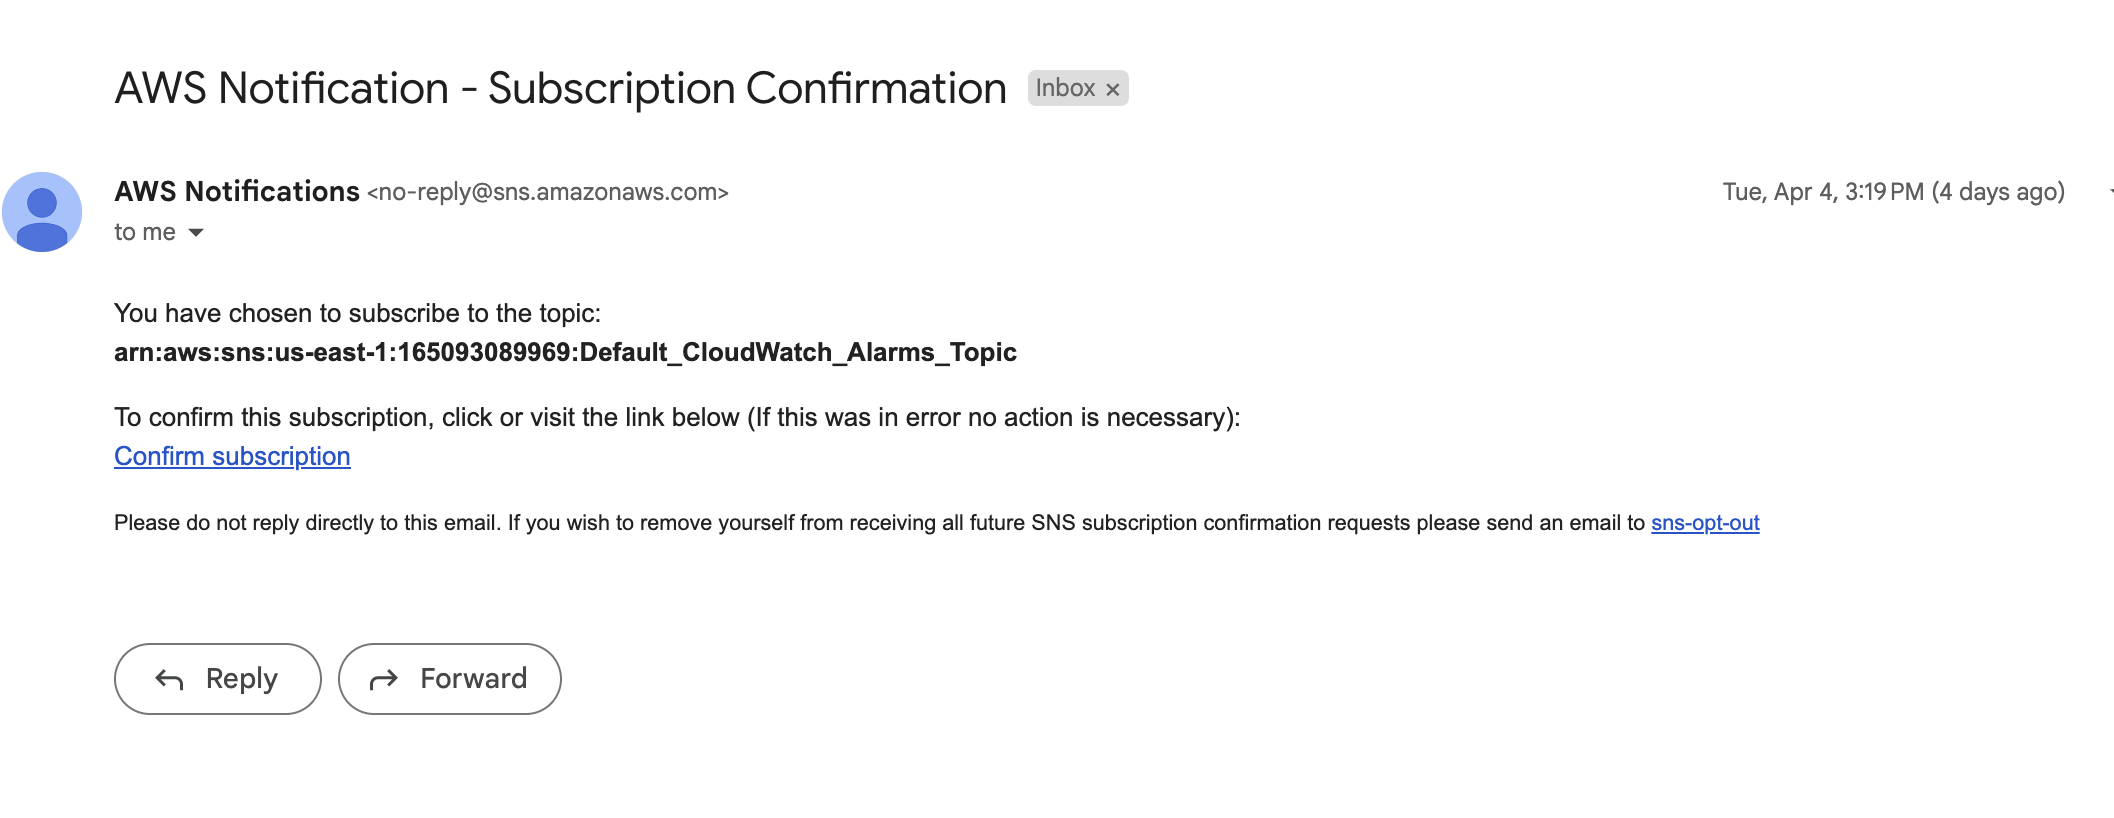 AWS Notification - Subscription Confirmation Inbox ×
AWS Notifications <no-reply@sns.amazonaws.com> Tue, Apr 4, 3:19 PM (4 days ago)
to me
You have chosen to subscribe to the topic:
arn:aws:sns:us-east-1:165093089969:Default_CloudWatch_Alarms_Topic
To confirm this subscription, click or visit the link below (If this was in error no action is necessary):
Confirm subscription
Please do not reply directly to this email. If you wish to remove yourself from receiving all future SNS subscription confirmation requests please send an email to sns-opt-out
Reply Forward